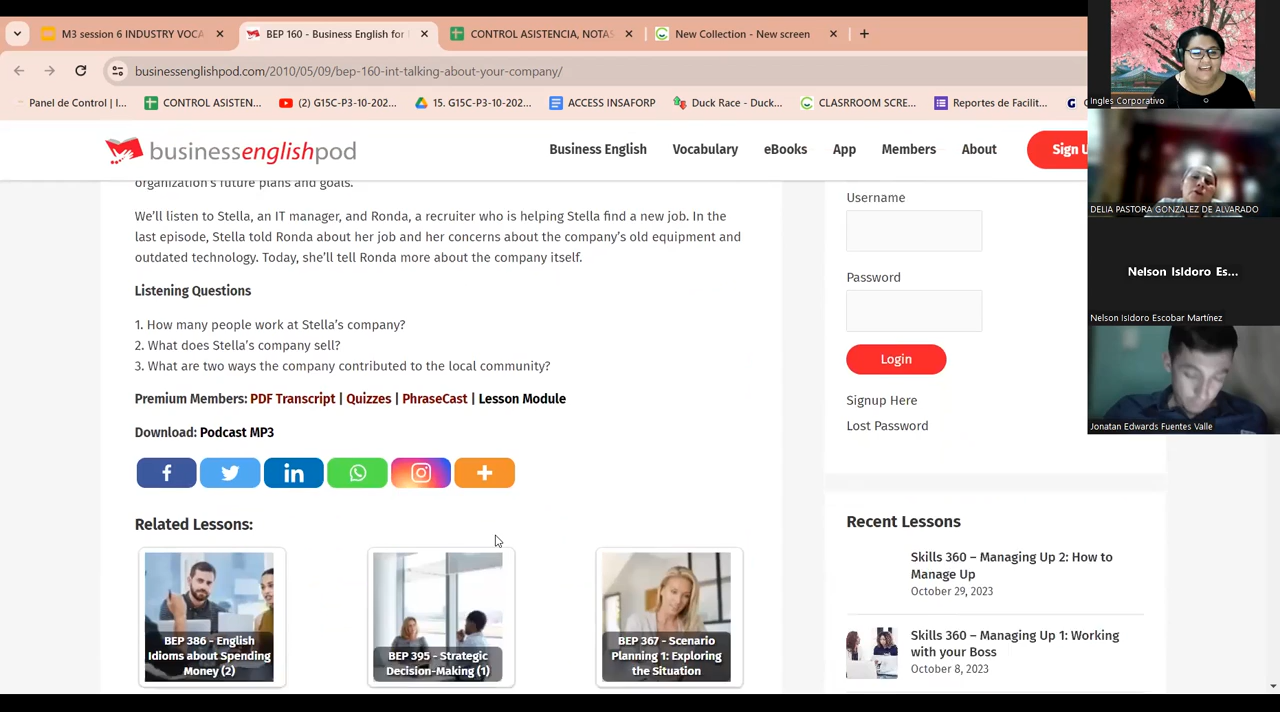 M3 session 6 INDUSTRY VOCA
BEP 160 - Business English for
CONTROL ASISTENCIA, NOTAS
New Collection - New screen
businessenglishpod.com/2010/05/09/bep-160-int-talking-about-your-company/
Panel de Control | I...
CONTROL ASISTEN...
(2) G15C-P3-10-202...
15. G15C-P3-10-202...
ACCESS INSAFORP
Duck Race - Duck...
CLASRROOM SCRE...
Reportes de Facilit...
businessenglishpod
Business English
Vocabulary
eBooks
App
Members
About
Sign U
organization's future plans and goals.
We'll listen to Stella, an IT manager, and Ronda, a recruiter who is helping Stella find a new job. In the
last episode, Stella told Ronda about her job and her concerns about the company's old equipment and
outdated technology. Today, she'll tell Ronda more about the company itself.
Listening Questions
1. How many people work at Stella's company?
2. What does Stella's company sell?
3. What are two ways the company contributed to the local community?
Premium Members: PDF Transcript | Quizzes | PhraseCast | Lesson Module
Download: Podcast MP3
Related Lessons:
BEP 386 - English
Idioms about Spending
Money (2)
BEP 395 - Strategic
Decision-Making (1)
BEP 367 - Scenario
Planning 1: Exploring
the Situation
Username
Password
Login
Signup Here
Lost Password
Recent Lessons
Skills 360 – Managing Up 2: How to
Manage Up
October 29, 2023
Skills 360 – Managing Up 1: Working
with your Boss
October 8, 2023
Ingles Corporativo
DELIA PASTORA GONZALEZ DE ALVARADO
Nelson Isidoro Es...
Nelson Isidoro Escobar Martínez
Jonatan Edwards Fuentes Valle